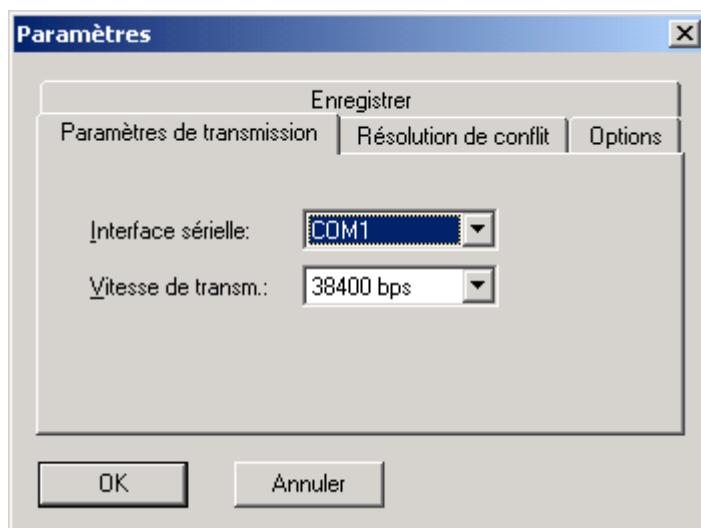 Paramètres
Enregistrer
Paramètres de transmission Résolution de conflit Options
Interface sérielle: COM1
Vitesse de transm.: 38400 bps
OK Annuler